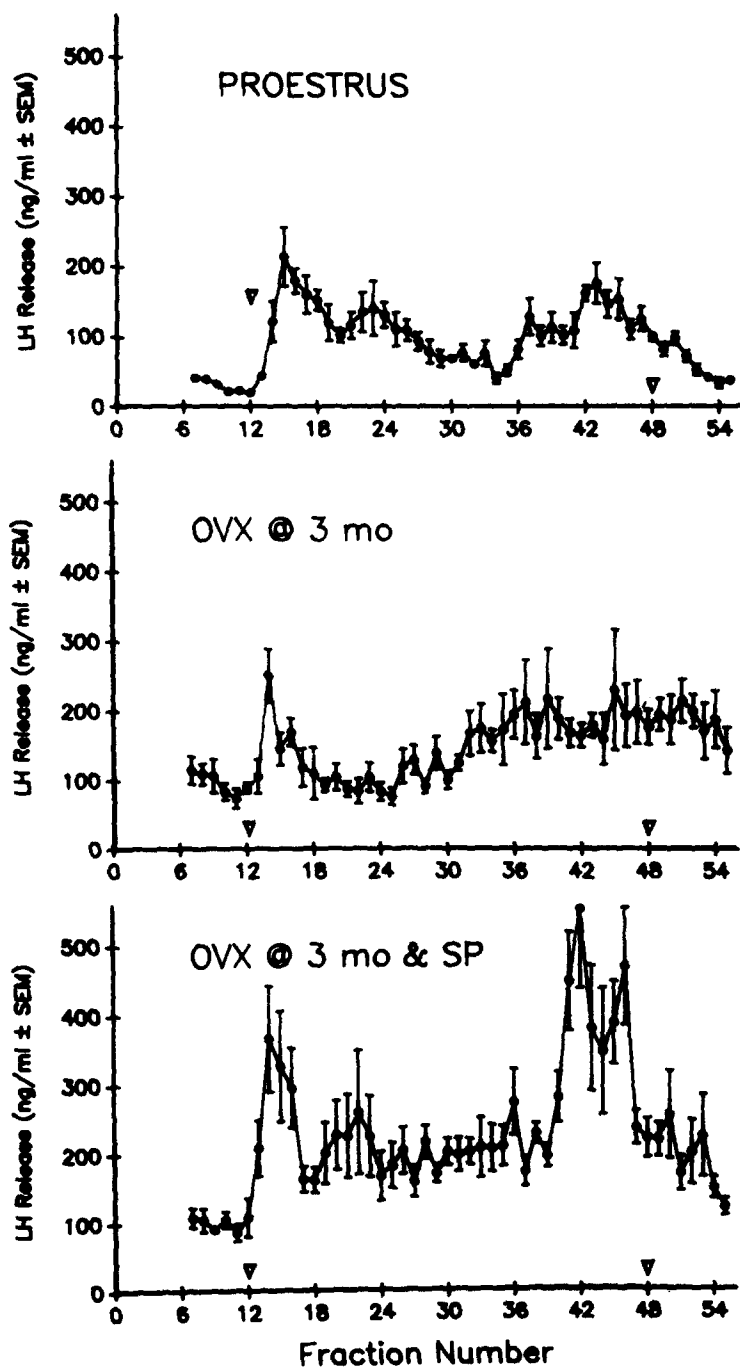 PROESTRUS
LH Release (ng/ml ± SEM)
500
400
300
200
100
0
0 6 12 18 24 30 36 42 48 54
OVX @ 3 mo
LH Release (ng/ml ± SEM)
500
400
300
200
100
0
0 6 12 18 24 30 36 42 48 54
OVX @ 3 mo & SP
LH Release (ng/ml ± SEM)
500
400
300
200
100
0
0 6 12 18 24 30 36 42 48 54
Fraction Number